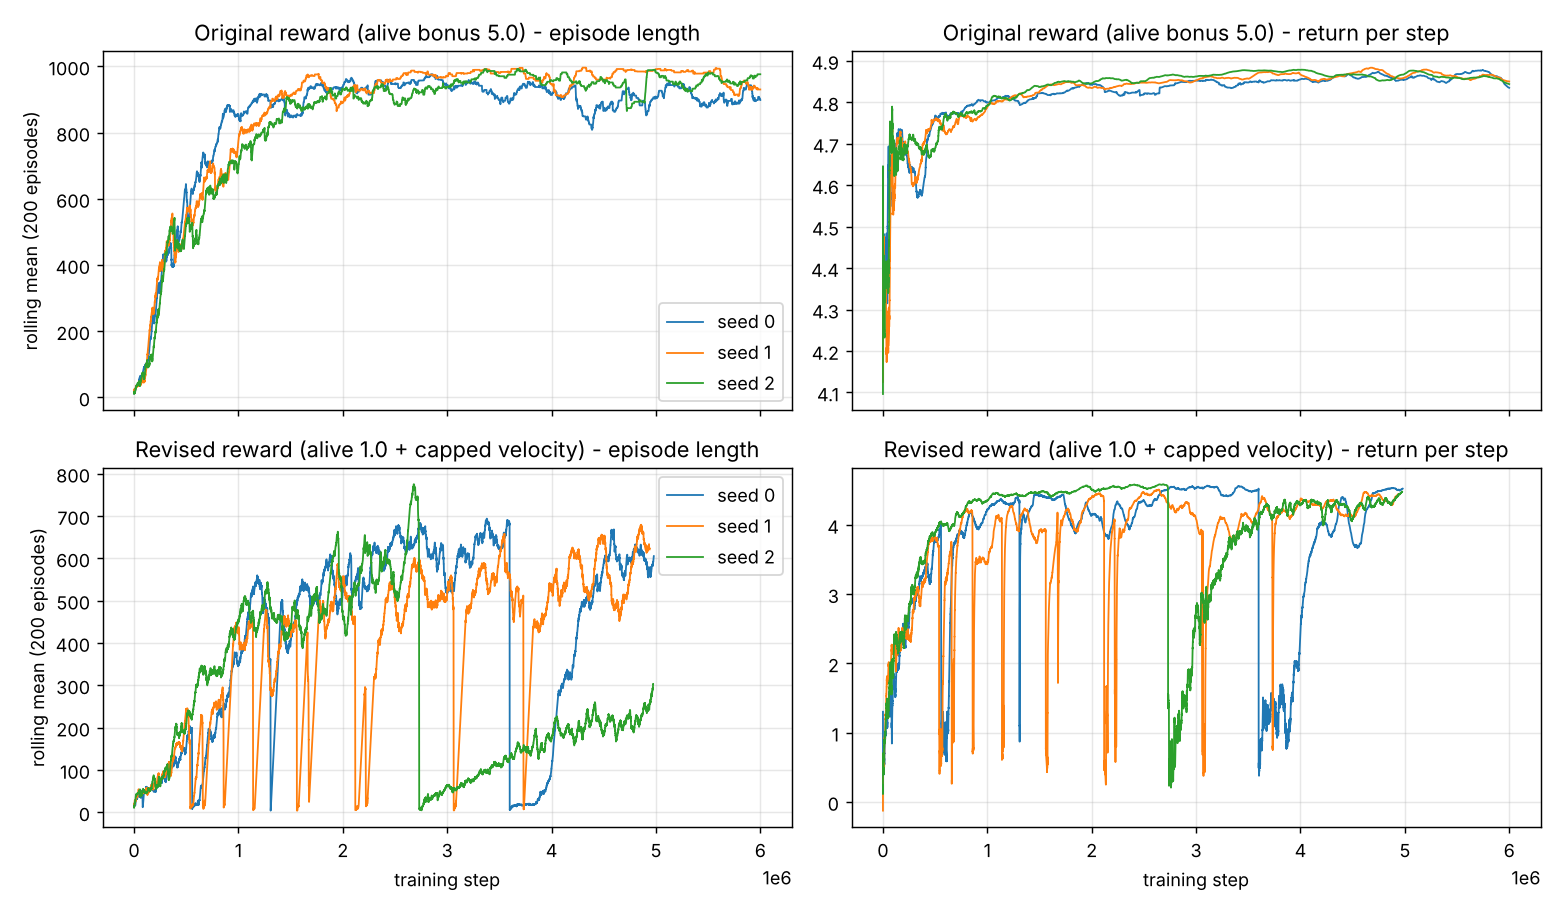 Original reward (alive bonus 5.0) - episode length
rolling mean (200 episodes)
1000
800
600
400
200
0
seed 0
seed 1
seed 2
Original reward (alive bonus 5.0) - return per step
4.9
4.8
4.7
4.6
4.5
4.4
4.3
4.2
4.1
Revised reward (alive 1.0 + capped velocity) - episode length
rolling mean (200 episodes)
800
700
600
500
400
300
200
100
0
seed 0
seed 1
seed 2
0 1 2 3 4 5 6
1e6
training step
Revised reward (alive 1.0 + capped velocity) - return per step
4
3
2
1
0
0 1 2 3 4 5 6
1e6
training step